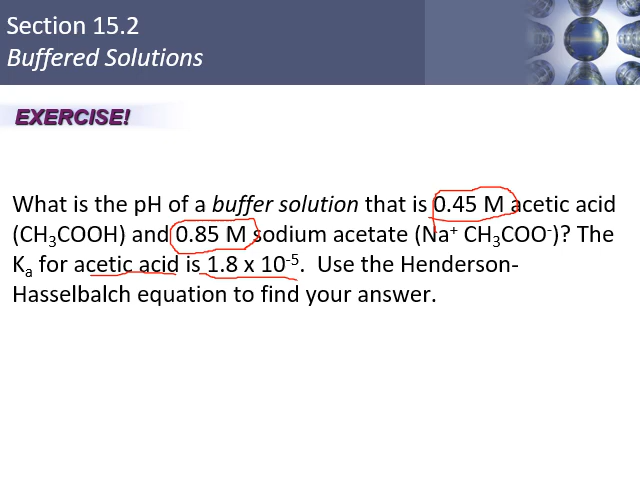 Section 15.2
Buffered Solutions
EXERCISE!
What is the pH of a buffer solution that is 0.45 M acetic acid
(CH₃COOH) and 0.85 M sodium acetate (Na⁺ CH₃COO⁻)? The
Kₐ for acetic acid is 1.8 x 10⁻⁵. Use the Henderson-
Hasselbalch equation to find your answer.